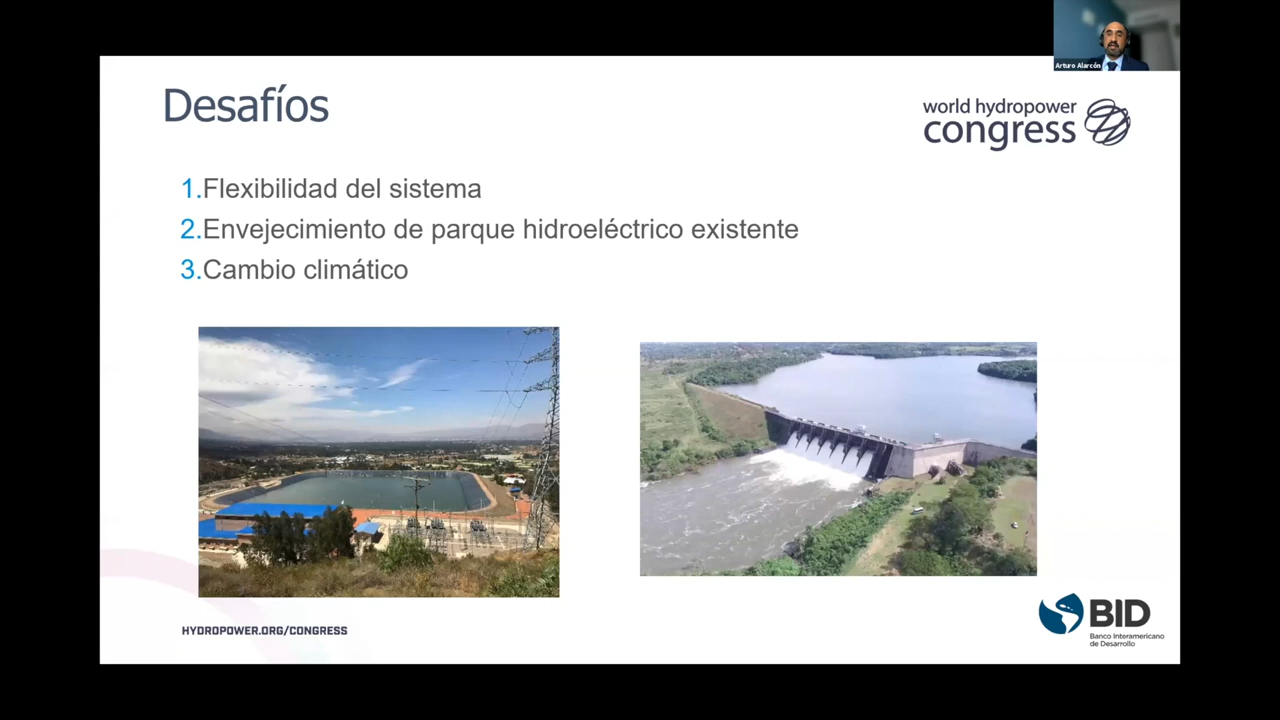 Arturo Alarcón
Desafíos
world hydropower
congress
1.Flexibilidad del sistema
2.Envejecimiento de parque hidroeléctrico existente
3.Cambio climático
HYDROPOWER.ORG/CONGRESS
BID
Banco Interamericano
de Desarrollo